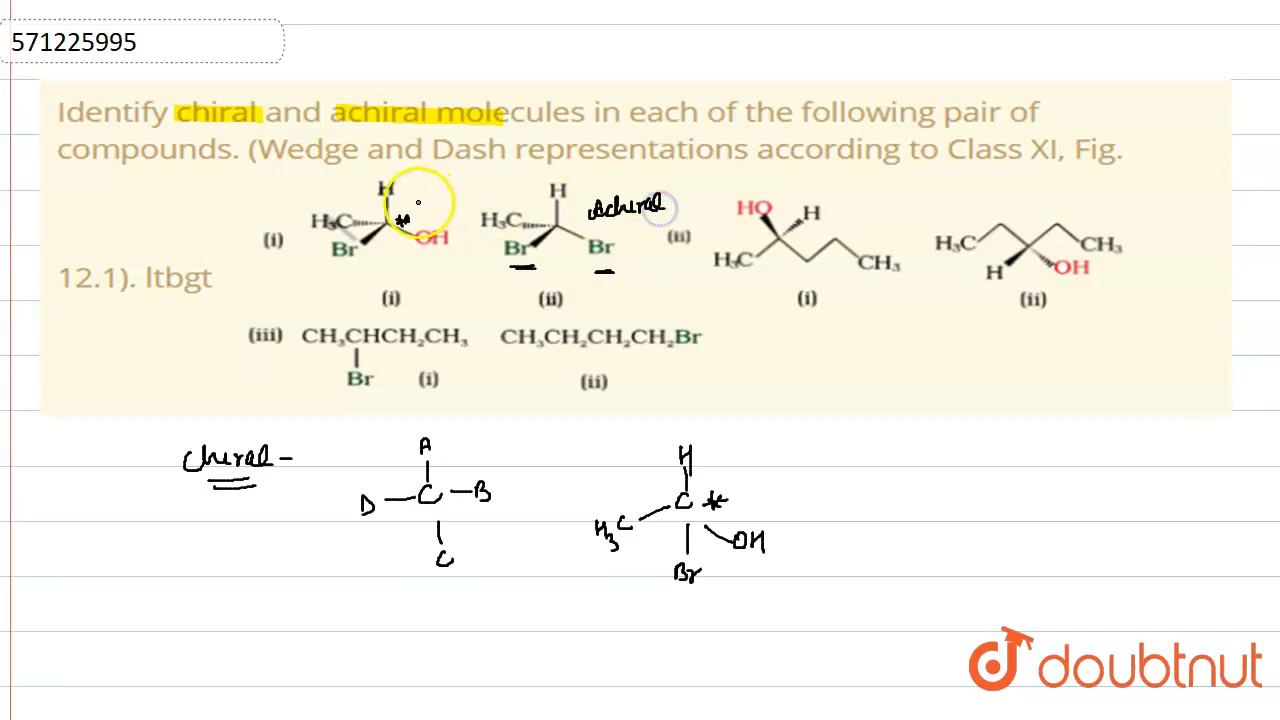 571225995
Identify chiral and achiral molecules in each of the following pair of
compounds. (Wedge and Dash representations according to Class XI, Fig.
12.1). ltbgt
(i)
H
H₃C
*
Br
OH
(i)
H
Achiral
H₃C
Br
Br
(ii)
(ii)
HO
H
H₃C
CH₃
(i)
H₃C
CH₃
H
OH
(ii)
(iii) CH₃CHCH₂CH₃
Br
(i)
CH₃CH₂CH₂CH₂Br
(ii)
Chiral -
A
D C B
C
H
C *
H₃C
OH
Br
doubtnut